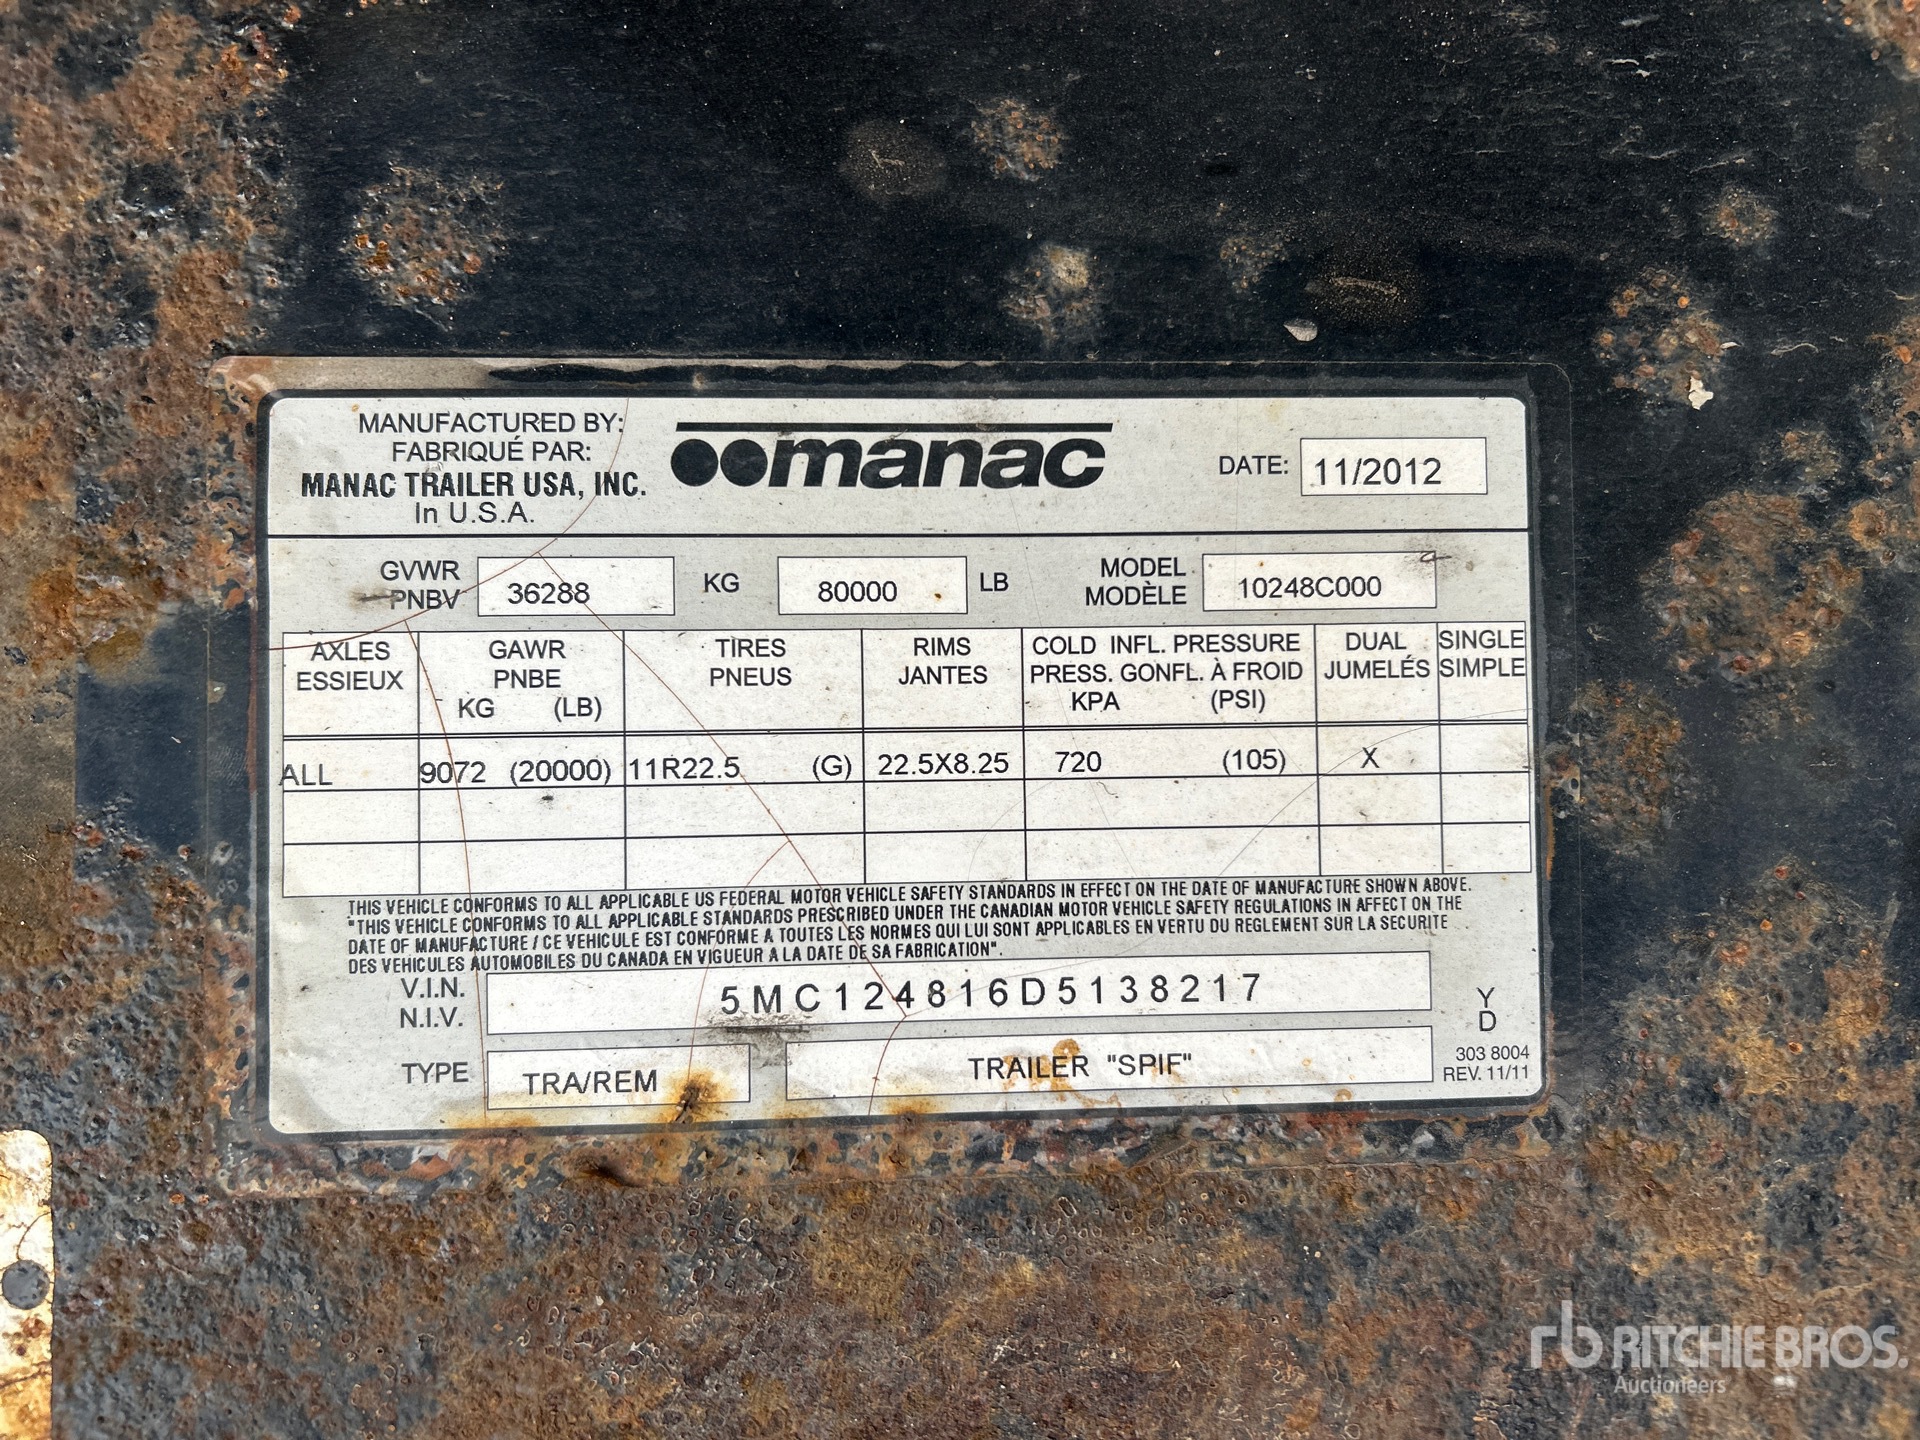 MANUFACTURED BY:
FABRIQUÉ PAR:
MANAC TRAILER USA, INC.
In U.S.A.
manac
DATE: 11/2012
GVWR
PNBV
36288 KG 80000 LB
MODEL
MODÈLE
10248C000
AXLES
ESSIEUX
GAWR
PNBE
KG (LB)
TIRES
PNEUS
RIMS
JANTES
COLD INFL. PRESSURE
PRESS. GONFL. À FROID
KPA (PSI)
DUAL
JUMELÉS
SINGLE
SIMPLE
ALL 9072 (20000) 11R22.5 (G) 22.5X8.25 720 (105) X
THIS VEHICLE CONFORMS TO ALL APPLICABLE US FEDERAL MOTOR VEHICLE SAFETY STANDARDS IN EFFECT ON THE DATE OF MANUFACTURE SHOWN ABOVE.
"THIS VEHICLE CONFORMS TO ALL APPLICABLE STANDARDS PRESCRIBED UNDER THE CANADIAN MOTOR VEHICLE SAFETY REGULATIONS IN AFFECT ON THE
DATE OF MANUFACTURE / CE VEHICULE EST CONFORME A TOUTES LES NORMES QUI LUI SONT APPLICABLES EN VERTU DU REGLEMENT SUR LA SECURITE
DES VEHICULES AUTOMOBILES DU CANADA EN VIGUEUR A LA DATE DE SA FABRICATION".
V.I.N.
N.I.V.
5MC124816D5138217
Y
D
TYPE TRA/REM TRAILER "SPIF"
303 8004
REV. 11/11
rb RITCHIE BROS.
Auctioneers